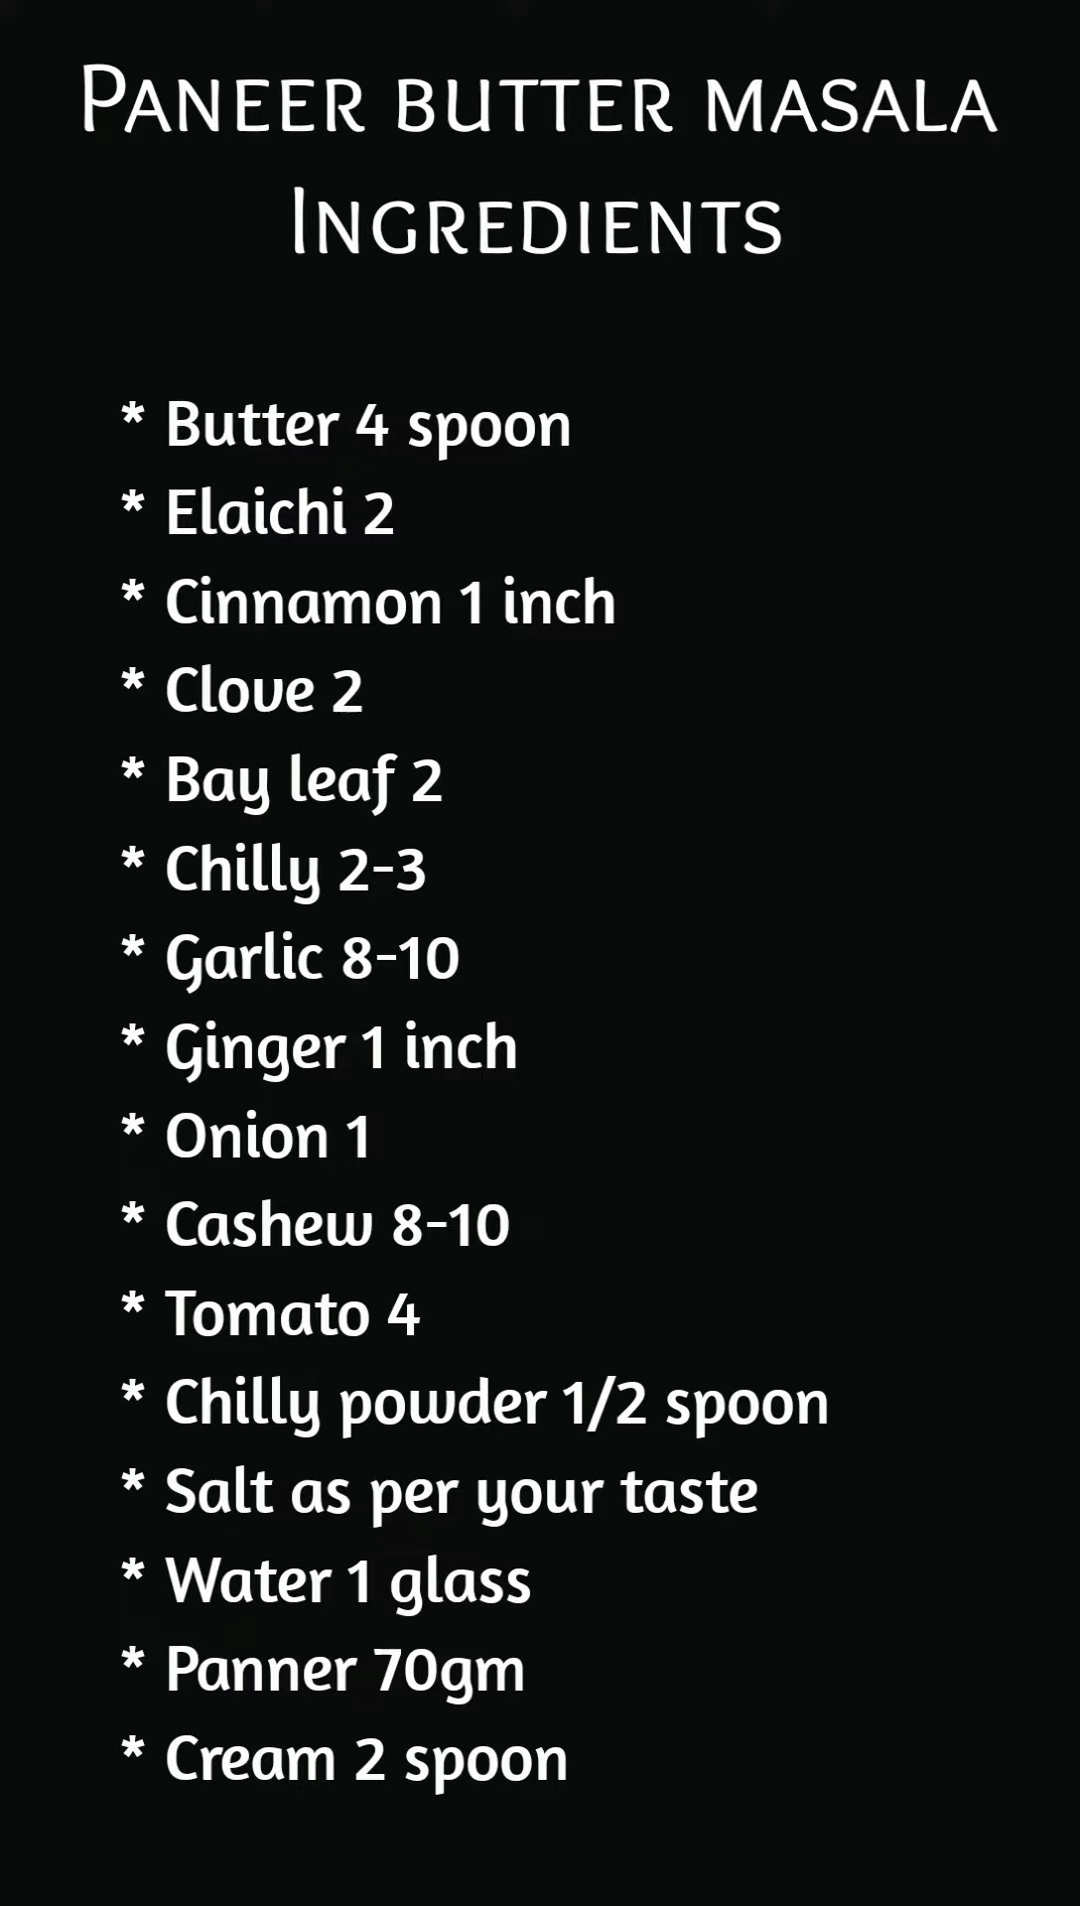 Paneer butter masala
Ingredients
* Butter 4 spoon
* Elaichi 2
* Cinnamon 1 inch
* Clove 2
* Bay leaf 2
* Chilly 2-3
* Garlic 8-10
* Ginger 1 inch
* Onion 1
* Cashew 8-10
* Tomato 4
* Chilly powder 1/2 spoon
* Salt as per your taste
* Water 1 glass
* Panner 70gm
* Cream 2 spoon